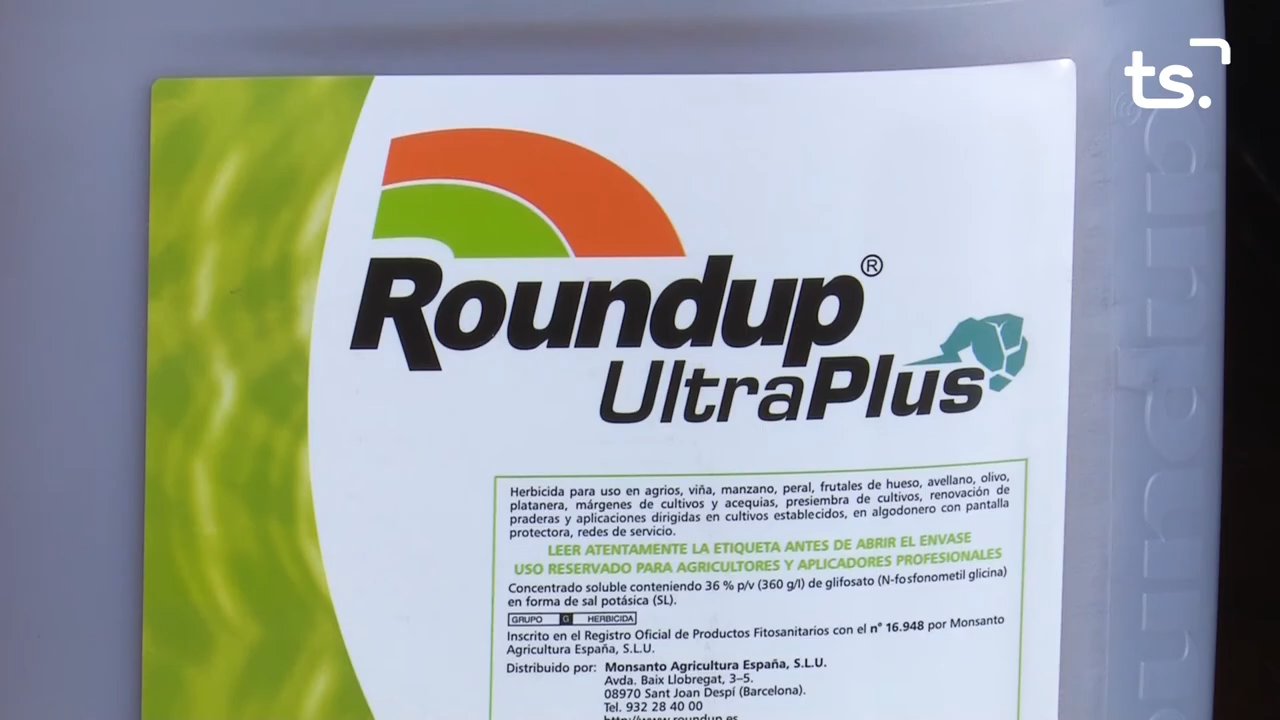 ts.
Roundup®
UltraPlus
Herbicida para uso en agrios, viña, manzano, peral, frutales de hueso, avellano, olivo,
platanera, márgenes de cultivos y acequias, presiembra de cultivos, renovación de
praderas y aplicaciones dirigidas en cultivos establecidos, en algodonero con pantalla
protectora, redes de servicio.
LEER ATENTAMENTE LA ETIQUETA ANTES DE ABRIR EL ENVASE
USO RESERVADO PARA AGRICULTORES Y APLICADORES PROFESIONALES
Concentrado soluble conteniendo 36 % p/v (360 g/l) de glifosato (N-fosfonometil glicina)
en forma de sal potásica (SL).
GRUPO G HERBICIDA
Inscrito en el Registro Oficial de Productos Fitosanitarios con el nº 16.948 por Monsanto
Agricultura España, S.L.U.
Distribuido por: Monsanto Agricultura España, S.L.U.
Avda. Baix Llobregat, 3–5.
08970 Sant Joan Despí (Barcelona).
Tel. 932 28 40 00
http://www.roundup.es
roundup